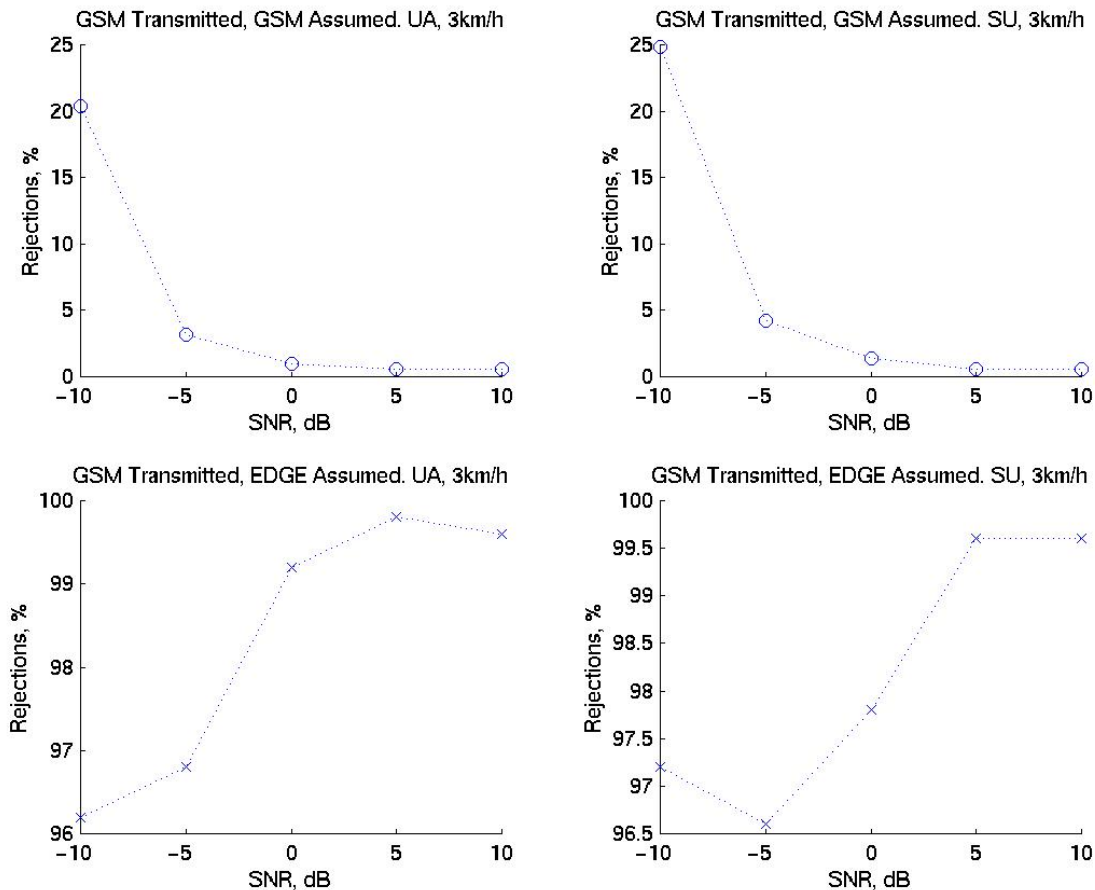 GSM Transmitted, GSM Assumed. UA, 3km/h
25
20
15
10
5
0
Rejections, %
−10 −5 0 5 10
SNR, dB
GSM Transmitted, GSM Assumed. SU, 3km/h
25
20
15
10
5
0
Rejections, %
−10 −5 0 5 10
SNR, dB
GSM Transmitted, EDGE Assumed. UA, 3km/h
100
99
98
97
96
Rejections, %
−10 −5 0 5 10
SNR, dB
GSM Transmitted, EDGE Assumed. SU, 3km/h
100
99.5
99
98.5
98
97.5
97
96.5
Rejections, %
−10 −5 0 5 10
SNR, dB